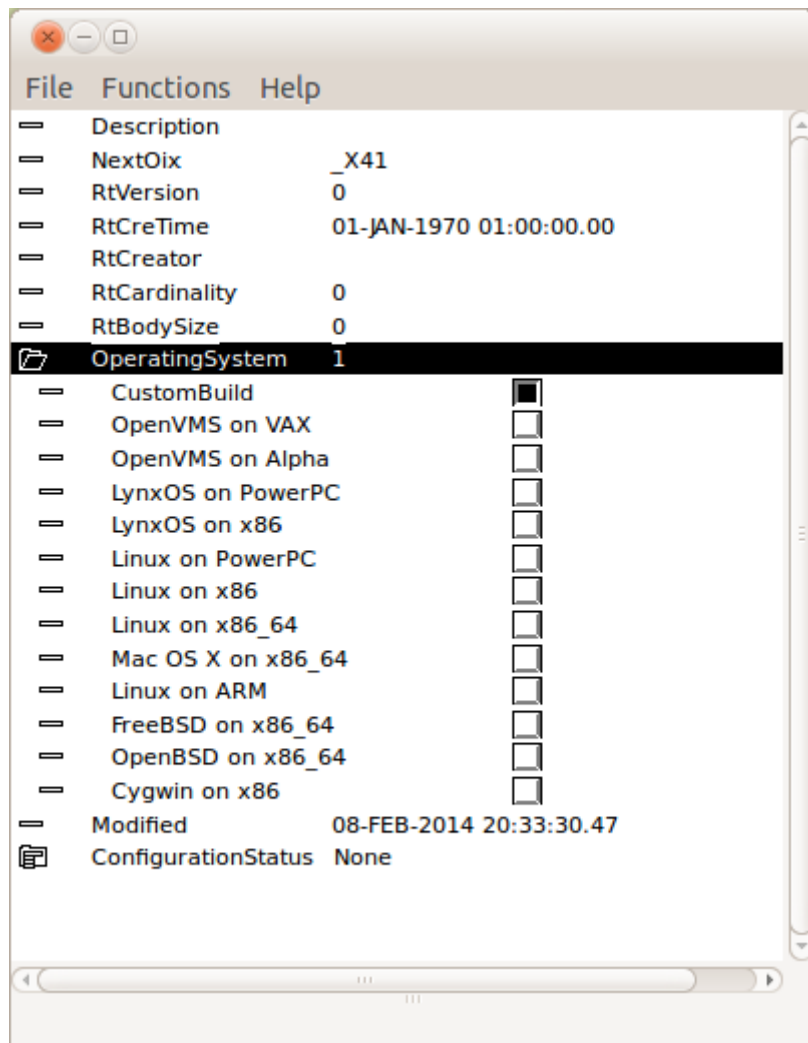 File Functions Help
Description
NextOix _X41
RtVersion 0
RtCreTime 01-JAN-1970 01:00:00.00
RtCreator
RtCardinality 0
RtBodySize 0
OperatingSystem 1
CustomBuild
OpenVMS on VAX
OpenVMS on Alpha
LynxOS on PowerPC
LynxOS on x86
Linux on PowerPC
Linux on x86
Linux on x86_64
Mac OS X on x86_64
Linux on ARM
FreeBSD on x86_64
OpenBSD on x86_64
Cygwin on x86
Modified 08-FEB-2014 20:33:30.47
ConfigurationStatus None